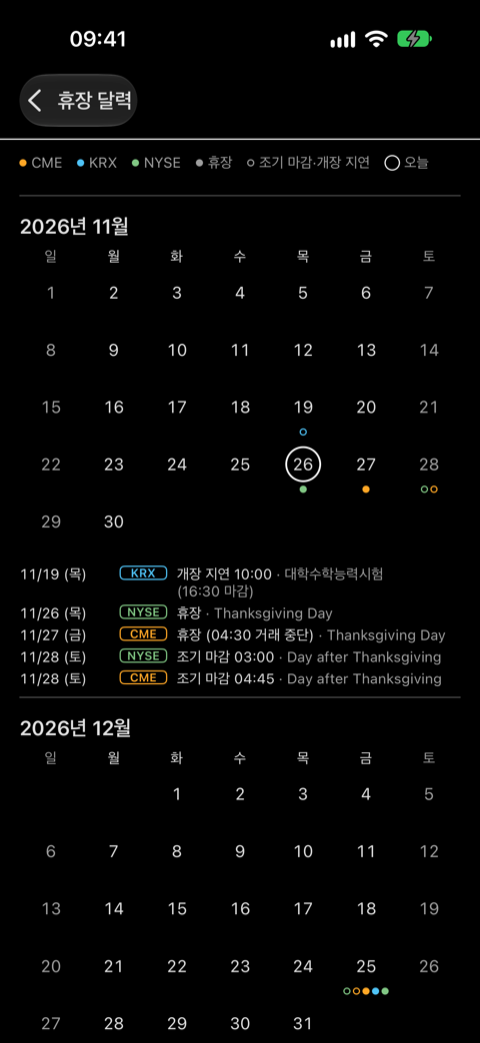 09:41
휴장 달력
CME KRX NYSE 휴장 조기 마감·개장 지연 오늘
2026년 11월
일 월 화 수 목 금 토
1 2 3 4 5 6 7
8 9 10 11 12 13 14
15 16 17 18 19 20 21
22 23 24 25 26 27 28
29 30
11/19 (목) KRX 개장 지연 10:00 · 대학수학능력시험
(16:30 마감)
11/26 (목) NYSE 휴장 · Thanksgiving Day
11/27 (금) CME 휴장 (04:30 거래 중단) · Thanksgiving Day
11/28 (토) NYSE 조기 마감 03:00 · Day after Thanksgiving
11/28 (토) CME 조기 마감 04:45 · Day after Thanksgiving
2026년 12월
일 월 화 수 목 금 토
1 2 3 4 5
6 7 8 9 10 11 12
13 14 15 16 17 18 19
20 21 22 23 24 25 26
27 28 29 30 31